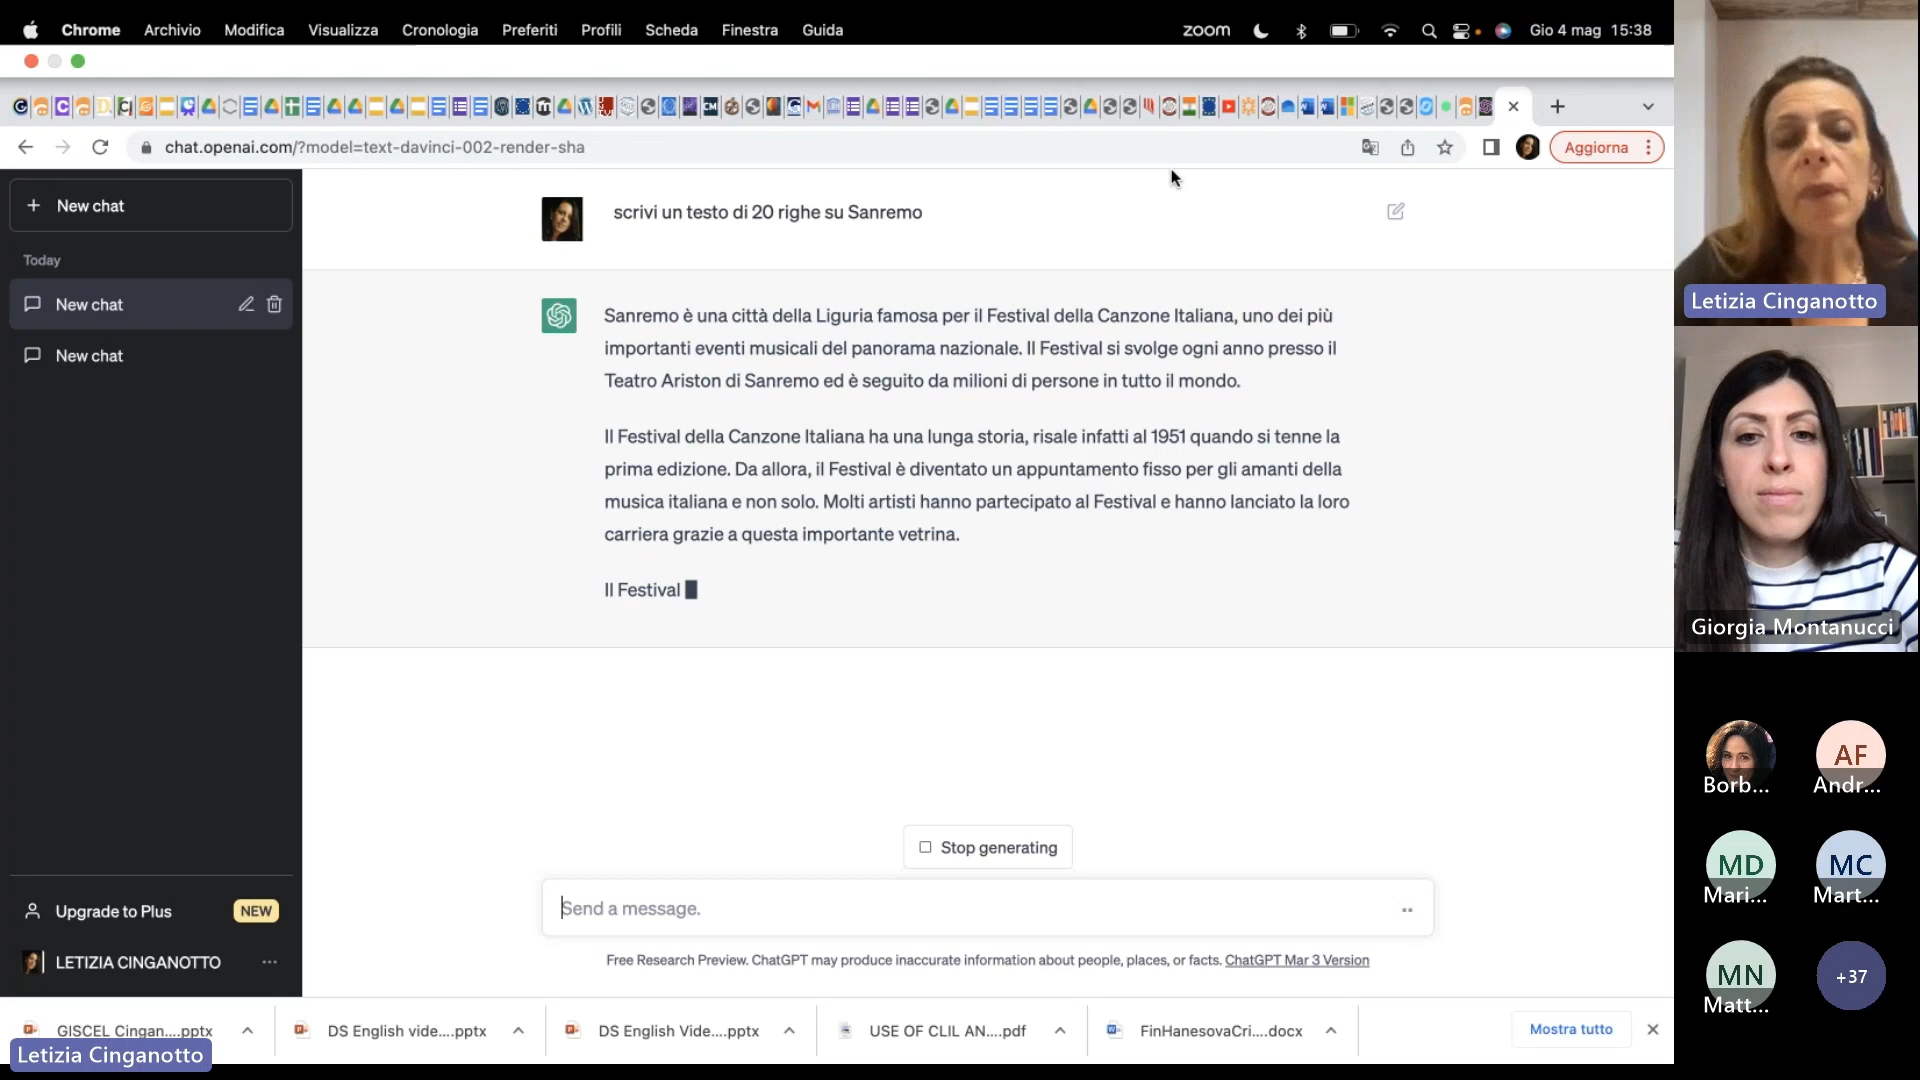 Chrome Archivio Modifica Visualizza Cronologia Preferiti Profili Scheda Finestra Guida zoom Gio 4 mag 15:38
chat.openai.com/?model=text-davinci-002-render-sha
Aggiorna
New chat
Today
New chat
New chat
scrivi un testo di 20 righe su Sanremo
Sanremo è una città della Liguria famosa per il Festival della Canzone Italiana, uno dei più
importanti eventi musicali del panorama nazionale. Il Festival si svolge ogni anno presso il
Teatro Ariston di Sanremo ed è seguito da milioni di persone in tutto il mondo.
Il Festival della Canzone Italiana ha una lunga storia, risale infatti al 1951 quando si tenne la
prima edizione. Da allora, il Festival è diventato un appuntamento fisso per gli amanti della
musica italiana e non solo. Molti artisti hanno partecipato al Festival e hanno lanciato la loro
carriera grazie a questa importante vetrina.
Il Festival
Stop generating
Send a message.
Free Research Preview. ChatGPT may produce inaccurate information about people, places, or facts. ChatGPT Mar 3 Version
Upgrade to Plus NEW
LETIZIA CINGANOTTO
GISCEL Cingan....pptx
DS English vide....pptx
DS English Vide....pptx
USE OF CLIL AN....pdf
FinHanesovaCri....docx
Mostra tutto
Letizia Cinganotto
Letizia Cinganotto
Giorgia Montanucci
Borb...
AF
Andr...
MD
Mari...
MC
Mart...
MN
Matt...
+37